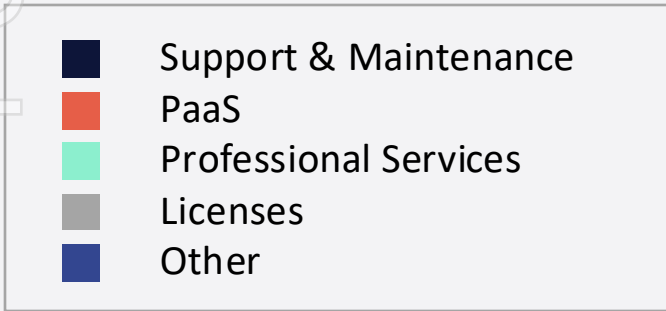 Support & Maintenance
PaaS
Professional Services
Licenses
Other